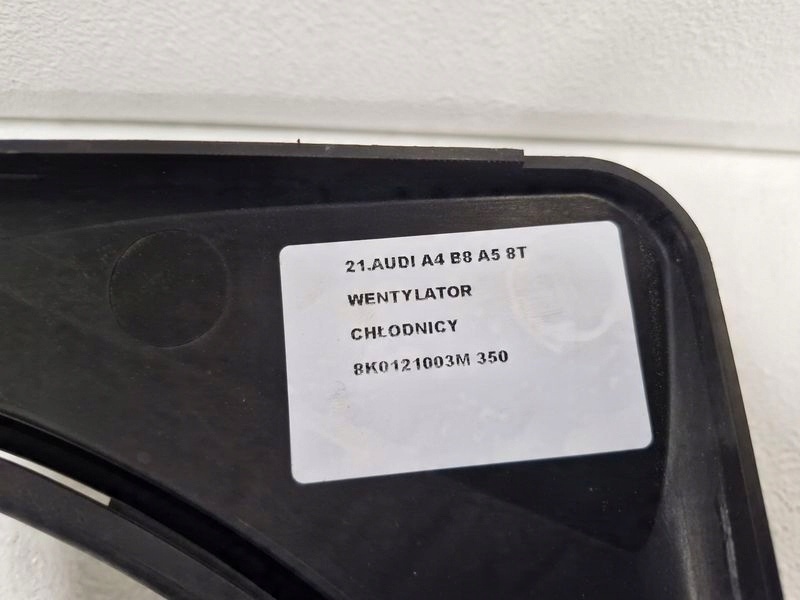 21.AUDI A4 B8 A5 8T
WENTYLATOR
CHŁODNICY
8K0121003M 350